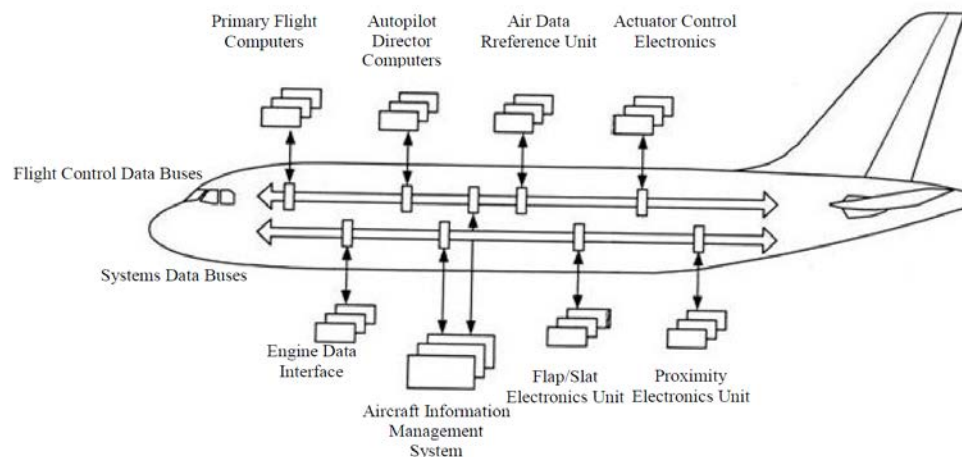 Primary Flight
Computers
Autopilot
Director
Computers
Air Data
Rreference Unit
Actuator Control
Electronics
Flight Control Data Buses
Systems Data Buses
Engine Data
Interface
Aircraft Information
Management
System
Flap/Slat
Electronics Unit
Proximity
Electronics Unit